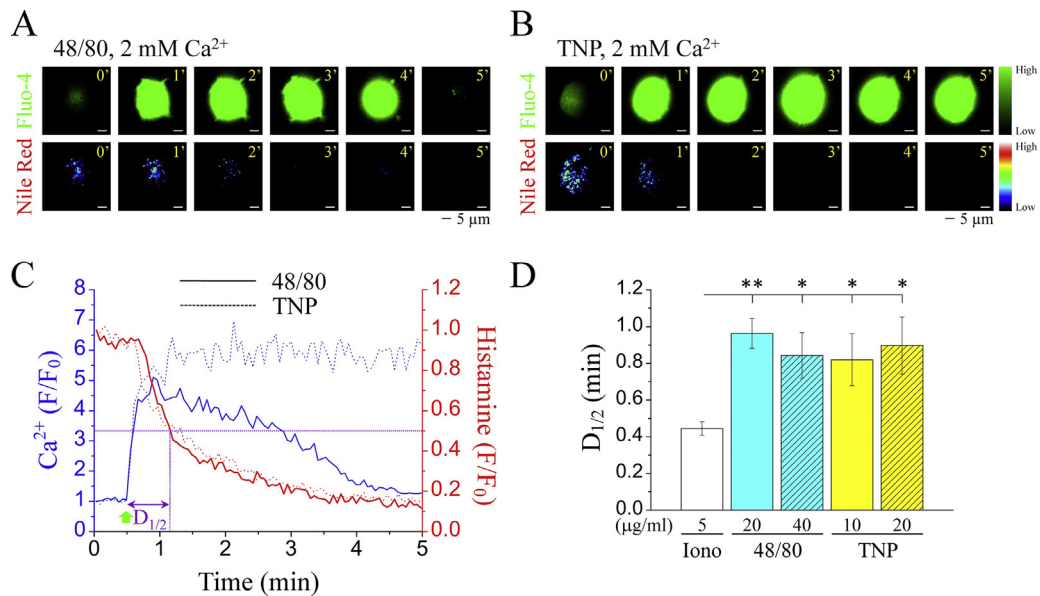 A
48/80, 2 mM Ca²⁺
Fluo-4
0’ 1’ 2’ 3’ 4’ 5’
Nile Red
0’ 1’ 2’ 3’ 4’ 5’
5 µm
B
TNP, 2 mM Ca²⁺
Fluo-4
0’ 1’ 2’ 3’ 4’ 5’
High
Low
Nile Red
0’ 1’ 2’ 3’ 4’ 5’
High
Low
5 µm
C
48/80
TNP
Ca²⁺ (F/F₀)
8
7
6
5
4
3
2
1
0
Histamine (F/F₀)
1.2
1.0
0.8
0.6
0.4
0.2
0.0
D₁/₂
0 1 2 3 4 5
Time (min)
D
D₁/₂ (min)
1.2
1.0
0.8
0.6
0.4
0.2
0.0
** * * *
(µg/ml) 5 20 40 10 20
Iono 48/80 TNP